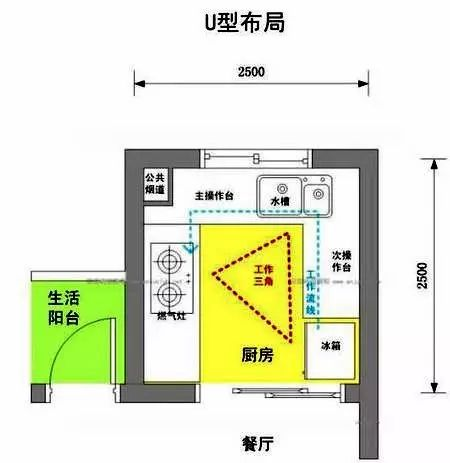 U型布局
2500
公共
烟道
主操作台
水槽
次操
作台
工作
三角
工作流线
2500
生活
阳台
燃气灶
厨房
冰箱
餐厅